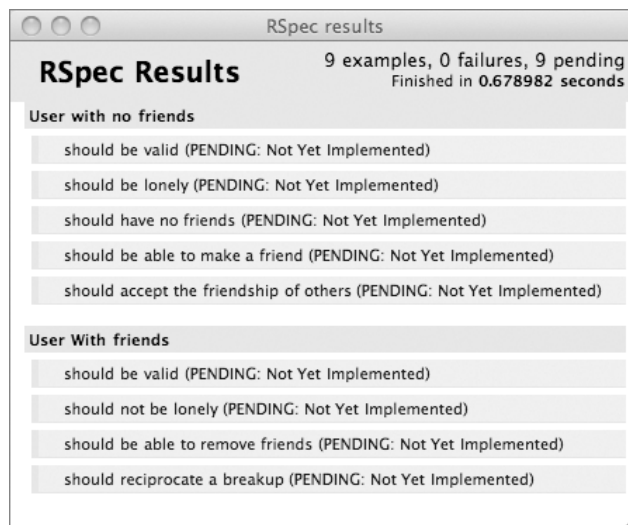 RSpec results
RSpec Results
9 examples, 0 failures, 9 pending
Finished in 0.678982 seconds
User with no friends
should be valid (PENDING: Not Yet Implemented)
should be lonely (PENDING: Not Yet Implemented)
should have no friends (PENDING: Not Yet Implemented)
should be able to make a friend (PENDING: Not Yet Implemented)
should accept the friendship of others (PENDING: Not Yet Implemented)
User With friends
should be valid (PENDING: Not Yet Implemented)
should not be lonely (PENDING: Not Yet Implemented)
should be able to remove friends (PENDING: Not Yet Implemented)
should reciprocate a breakup (PENDING: Not Yet Implemented)